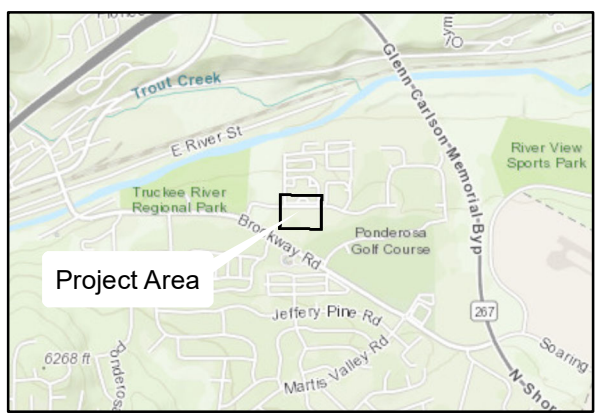 Trout Creek
E River St
Glenn-Carlson-Memorial-Byp
River View
Sports Park
Truckee River
Regional Park
Brockway Rd
Ponderosa
Golf Course
Project Area
Jeffery Pine Rd
267
6268 ft
Martis Valley Rd
Soaring
N-Shor